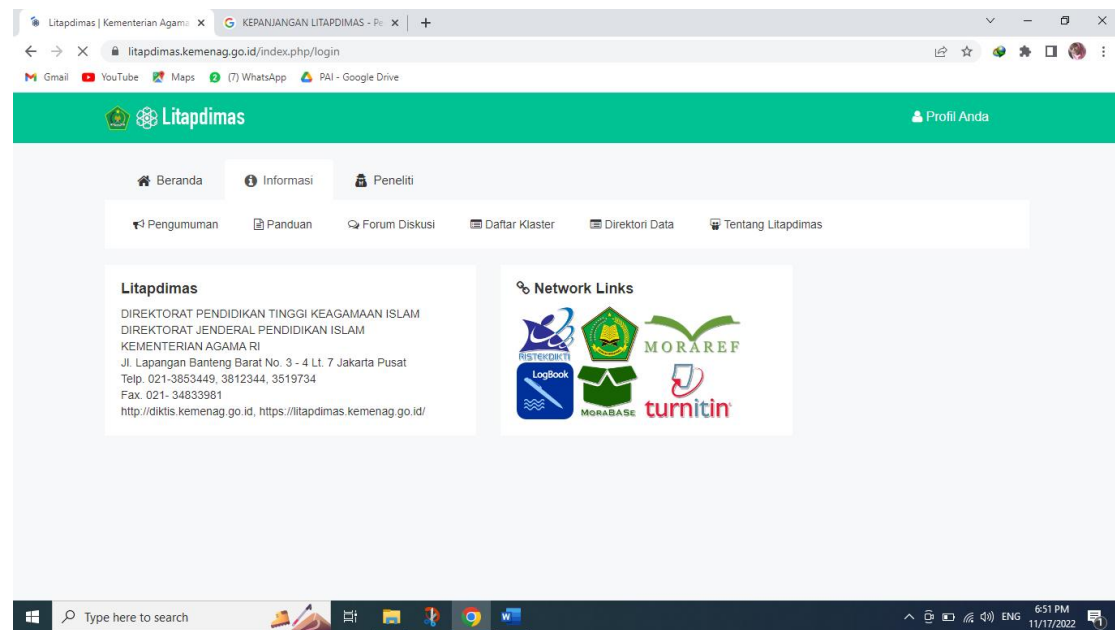 Litapdimas | Kementerian Agama
KEPANJANGAN LITAPDIMAS - Pe
litapdimas.kemenag.go.id/index.php/login
Gmail YouTube Maps (7) WhatsApp PAI - Google Drive
Litapdimas Profil Anda
Beranda Informasi Peneliti
Pengumuman Panduan Forum Diskusi Daftar Klaster Direktori Data Tentang Litapdimas
Litapdimas
DIREKTORAT PENDIDIKAN TINGGI KEAGAMAAN ISLAM
DIREKTORAT JENDERAL PENDIDIKAN ISLAM
KEMENTERIAN AGAMA RI
Jl. Lapangan Banteng Barat No. 3 - 4 Lt. 7 Jakarta Pusat
Telp. 021-3853449, 3812344, 3519734
Fax. 021- 34833981
http://diktis.kemenag.go.id, https://litapdimas.kemenag.go.id/
Network Links
RISTEKDIKTI
MORAREF
LogBook
MORABASE
turnitin
Type here to search
ENG
6:51 PM
11/17/2022